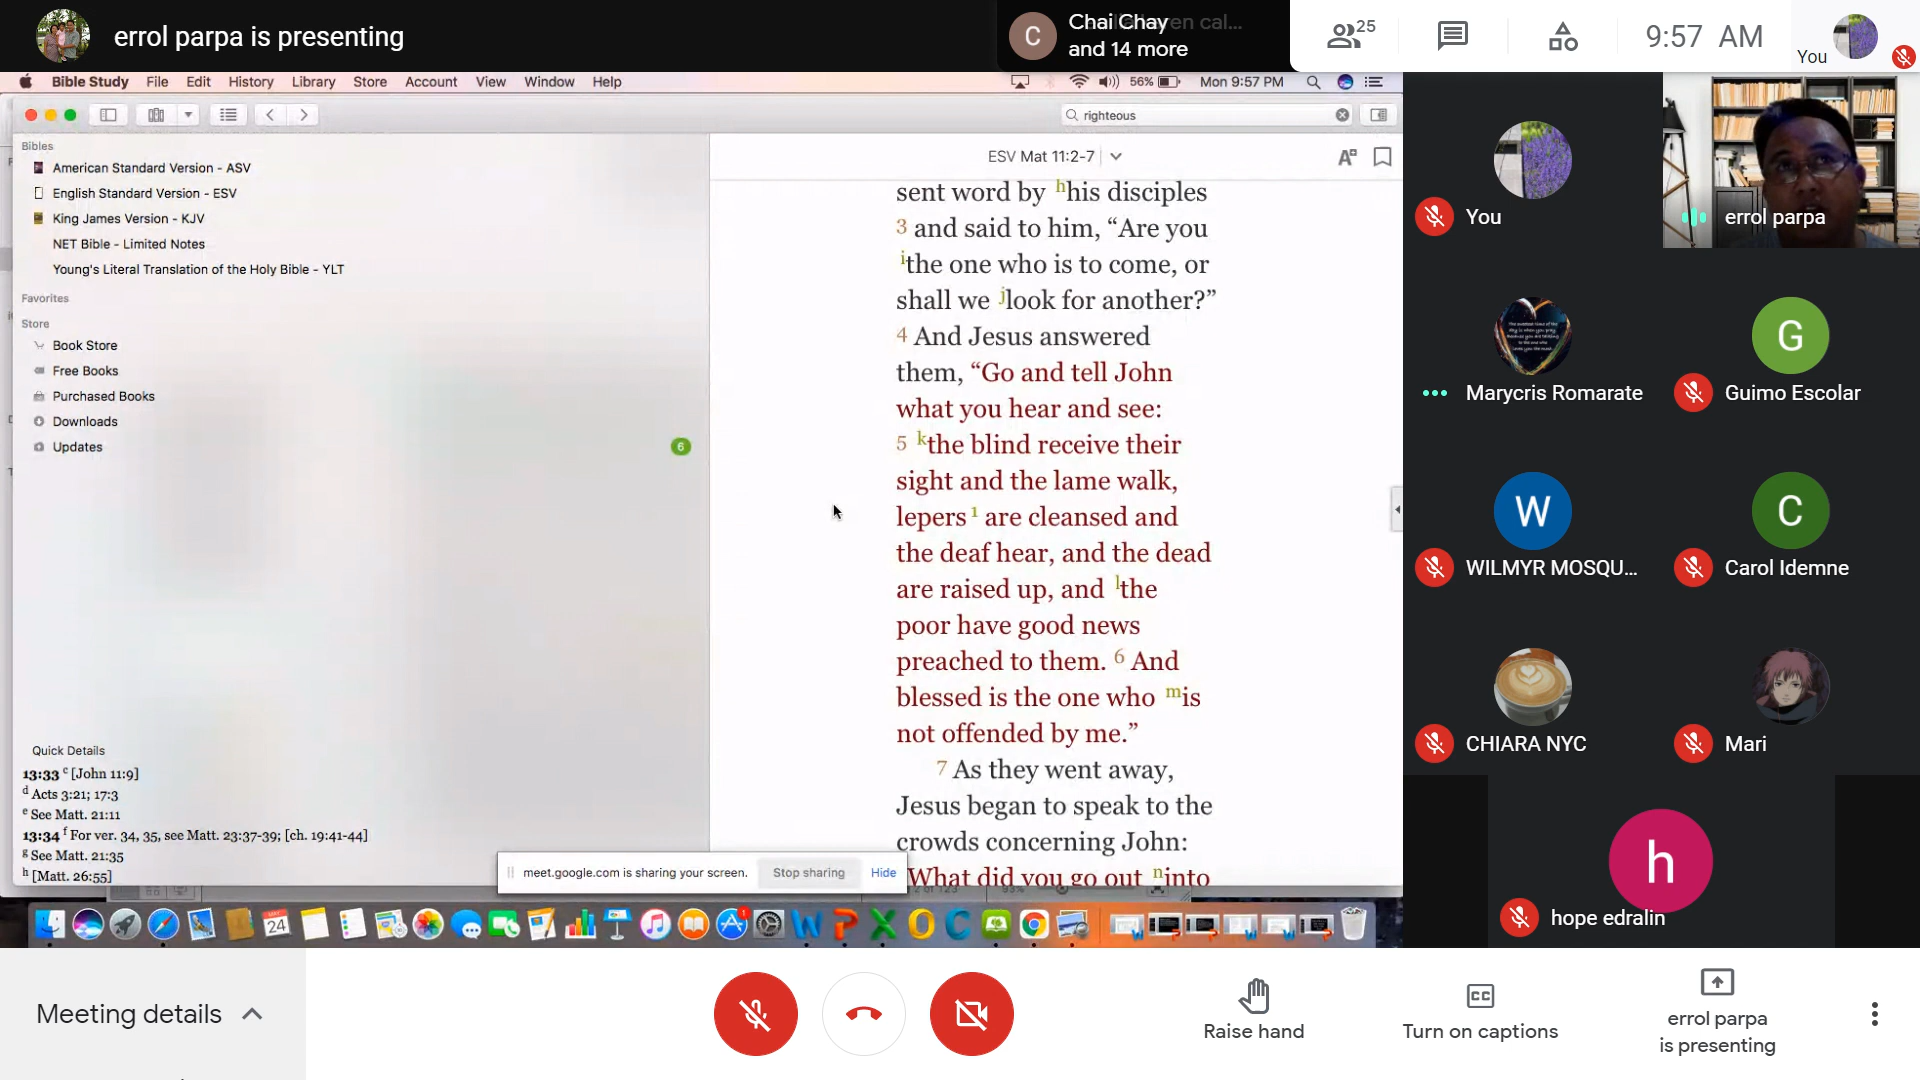 errol parpa is presenting
C
Chai Chay
and 14 more
25
9:57 AM
You
Bible Study File Edit History Library Store Account View Window Help
56% Mon 9:57 PM
righteous
Bibles
American Standard Version - ASV
English Standard Version - ESV
King James Version - KJV
NET Bible - Limited Notes
Young's Literal Translation of the Holy Bible - YLT
Favorites
Store
Book Store
Free Books
Purchased Books
Downloads
Updates
6
Quick Details
13:33 c [John 11:9]
d Acts 3:21; 17:3
e See Matt. 21:11
13:34 f For ver. 34, 35, see Matt. 23:37-39; [ch. 19:41-44]
g See Matt. 21:35
h [Matt. 26:55]
ESV Mat 11:2-7
sent word by h his disciples
3 and said to him, “Are you
i the one who is to come, or
shall we j look for another?”
4 And Jesus answered
them, “Go and tell John
what you hear and see:
5 k the blind receive their
sight and the lame walk,
lepers 1 are cleansed and
the deaf hear, and the dead
are raised up, and l the
poor have good news
preached to them. 6 And
blessed is the one who m is
not offended by me.”
7 As they went away,
Jesus began to speak to the
crowds concerning John:
“What did you go out n into
meet.google.com is sharing your screen.
Stop sharing
Hide
You
errol parpa
Marycris Romarate
G
Guimo Escolar
W
WILMYR MOSQU...
C
Carol Idemne
CHIARA NYC
Mari
h
hope edralin
24
1
Meeting details
Raise hand
Turn on captions
errol parpa
is presenting